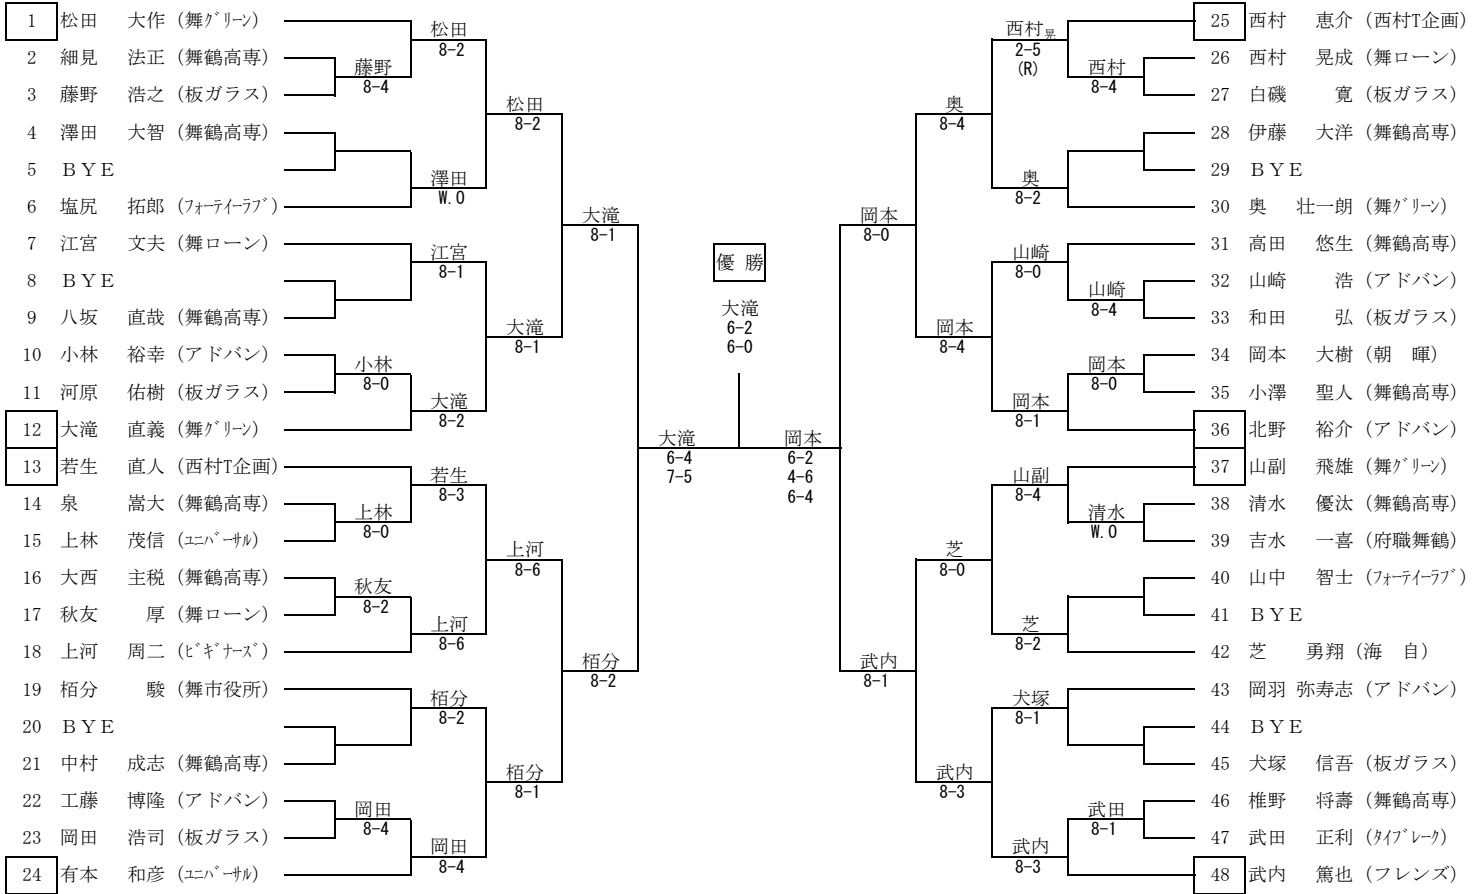 1 松田 大作 (舞グリーン)
2 細見 法正 (舞鶴高専)
3 藤野 浩之 (板ガラス)
4 澤田 大智 (舞鶴高専)
5 ＢＹＥ
6 塩尻 拓郎 (フォーティーラブ)
7 江宮 文夫 (舞ローン)
8 ＢＹＥ
9 八坂 直哉 (舞鶴高専)
10 小林 裕幸 (アドバン)
11 河原 佑樹 (板ガラス)
12 大滝 直義 (舞グリーン)
13 若生 直人 (西村T企画)
14 泉 嵩大 (舞鶴高専)
15 上林 茂信 (ユニバーサル)
16 大西 主税 (舞鶴高専)
17 秋友 厚 (舞ローン)
18 上河 周二 (ビギナーズ)
19 栢分 駿 (舞市役所)
20 ＢＹＥ
21 中村 成志 (舞鶴高専)
22 工藤 博隆 (アドバン)
23 岡田 浩司 (板ガラス)
24 有本 和彦 (ユニバーサル)
藤野
8-4
小林
8-0
上林
8-0
秋友
8-2
岡田
8-4
松田
8-2
澤田
W.O
江宮
8-1
大滝
8-2
若生
8-3
上河
8-6
栢分
8-2
岡田
8-4
松田
8-2
大滝
8-1
上河
8-6
栢分
8-1
大滝
8-1
栢分
8-2
大滝
6-4
7-5
優 勝
大滝
6-2
6-0
岡本
6-2
4-6
6-4
岡本
8-0
武内
8-1
奥
8-4
岡本
8-4
芝
8-0
武内
8-3
西村晃
2-5
(R)
奥
8-2
山崎
8-0
岡本
8-1
山副
8-4
芝
8-2
犬塚
8-1
武内
8-3
西村
8-4
山崎
8-4
岡本
8-0
清水
W.O
武田
8-1
25 西村 恵介 (西村T企画)
26 西村 晃成 (舞ローン)
27 白磯 寛 (板ガラス)
28 伊藤 大洋 (舞鶴高専)
29 ＢＹＥ
30 奥 壮一朗 (舞グリーン)
31 高田 悠生 (舞鶴高専)
32 山崎 浩 (アドバン)
33 和田 弘 (板ガラス)
34 岡本 大樹 (朝 暉)
35 小澤 聖人 (舞鶴高専)
36 北野 裕介 (アドバン)
37 山副 飛雄 (舞グリーン)
38 清水 優汰 (舞鶴高専)
39 吉水 一喜 (府職舞鶴)
40 山中 智士 (フォーティーラブ)
41 ＢＹＥ
42 芝 勇翔 (海 自)
43 岡羽 弥寿志 (アドバン)
44 ＢＹＥ
45 犬塚 信吾 (板ガラス)
46 椎野 将壽 (舞鶴高専)
47 武田 正利 (タイブレーク)
48 武内 篤也 (フレンズ)